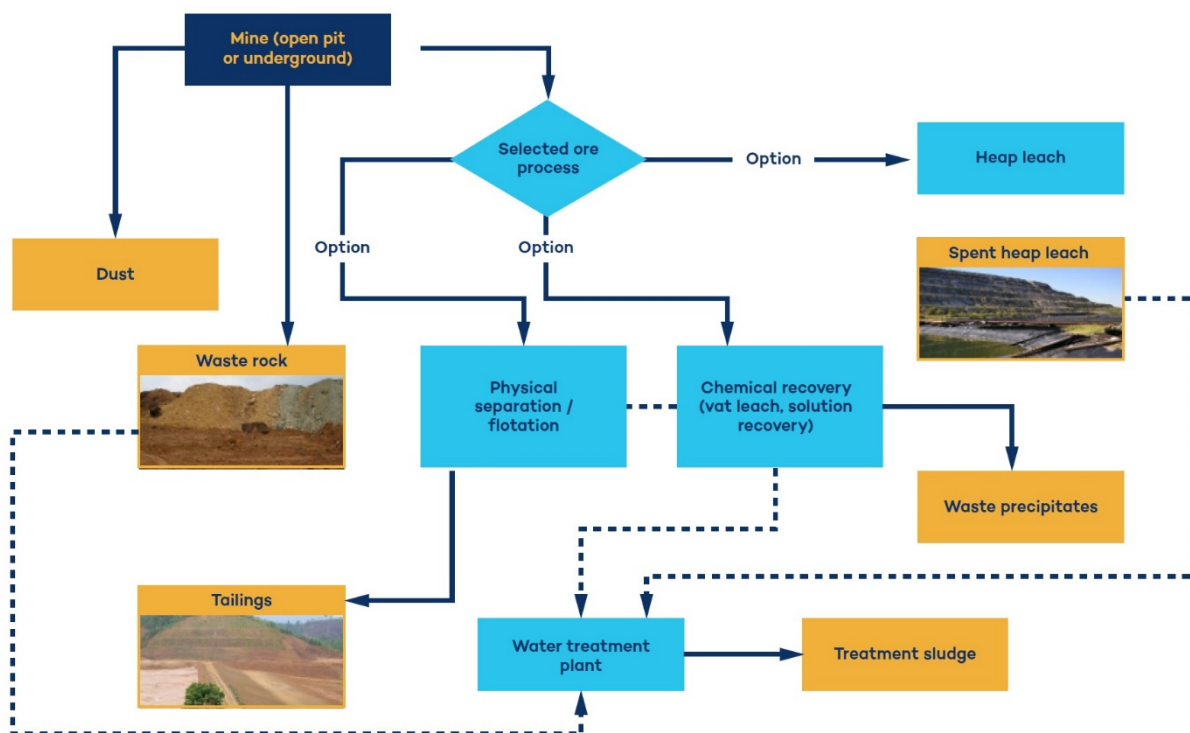 Mine (open pit
or underground)
Selected ore
process
Option
Heap leach
Option
Option
Dust
Spent heap leach
Waste rock
Physical
separation /
flotation
Chemical recovery
(vat leach, solution
recovery)
Waste precipitates
Tailings
Water treatment
plant
Treatment sludge